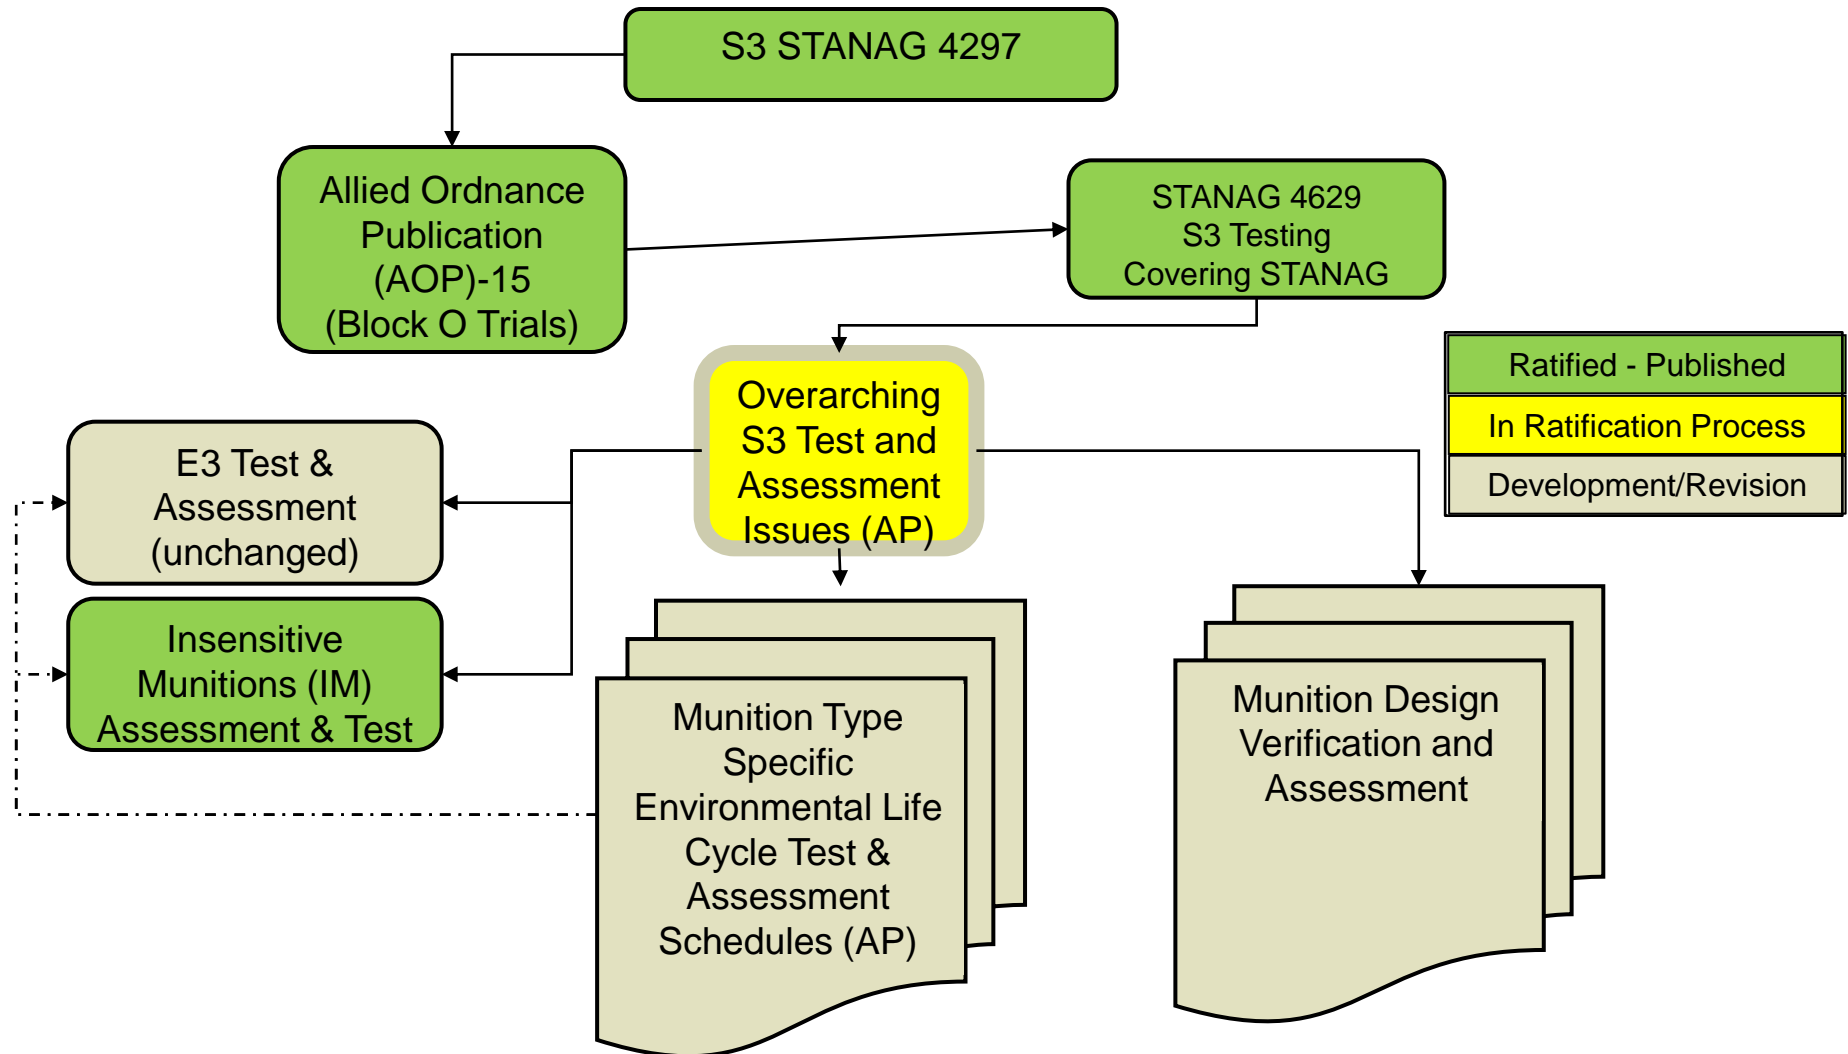 S3 STANAG 4297
Allied Ordnance
Publication
(AOP)-15
(Block O Trials)
STANAG 4629
S3 Testing
Covering STANAG
Overarching
S3 Test and
Assessment
Issues (AP)
Ratified - Published
In Ratification Process
Development/Revision
E3 Test &
Assessment
(unchanged)
Insensitive
Munitions (IM)
Assessment & Test
Munition Type
Specific
Environmental Life
Cycle Test &
Assessment
Schedules (AP)
Munition Design
Verification and
Assessment